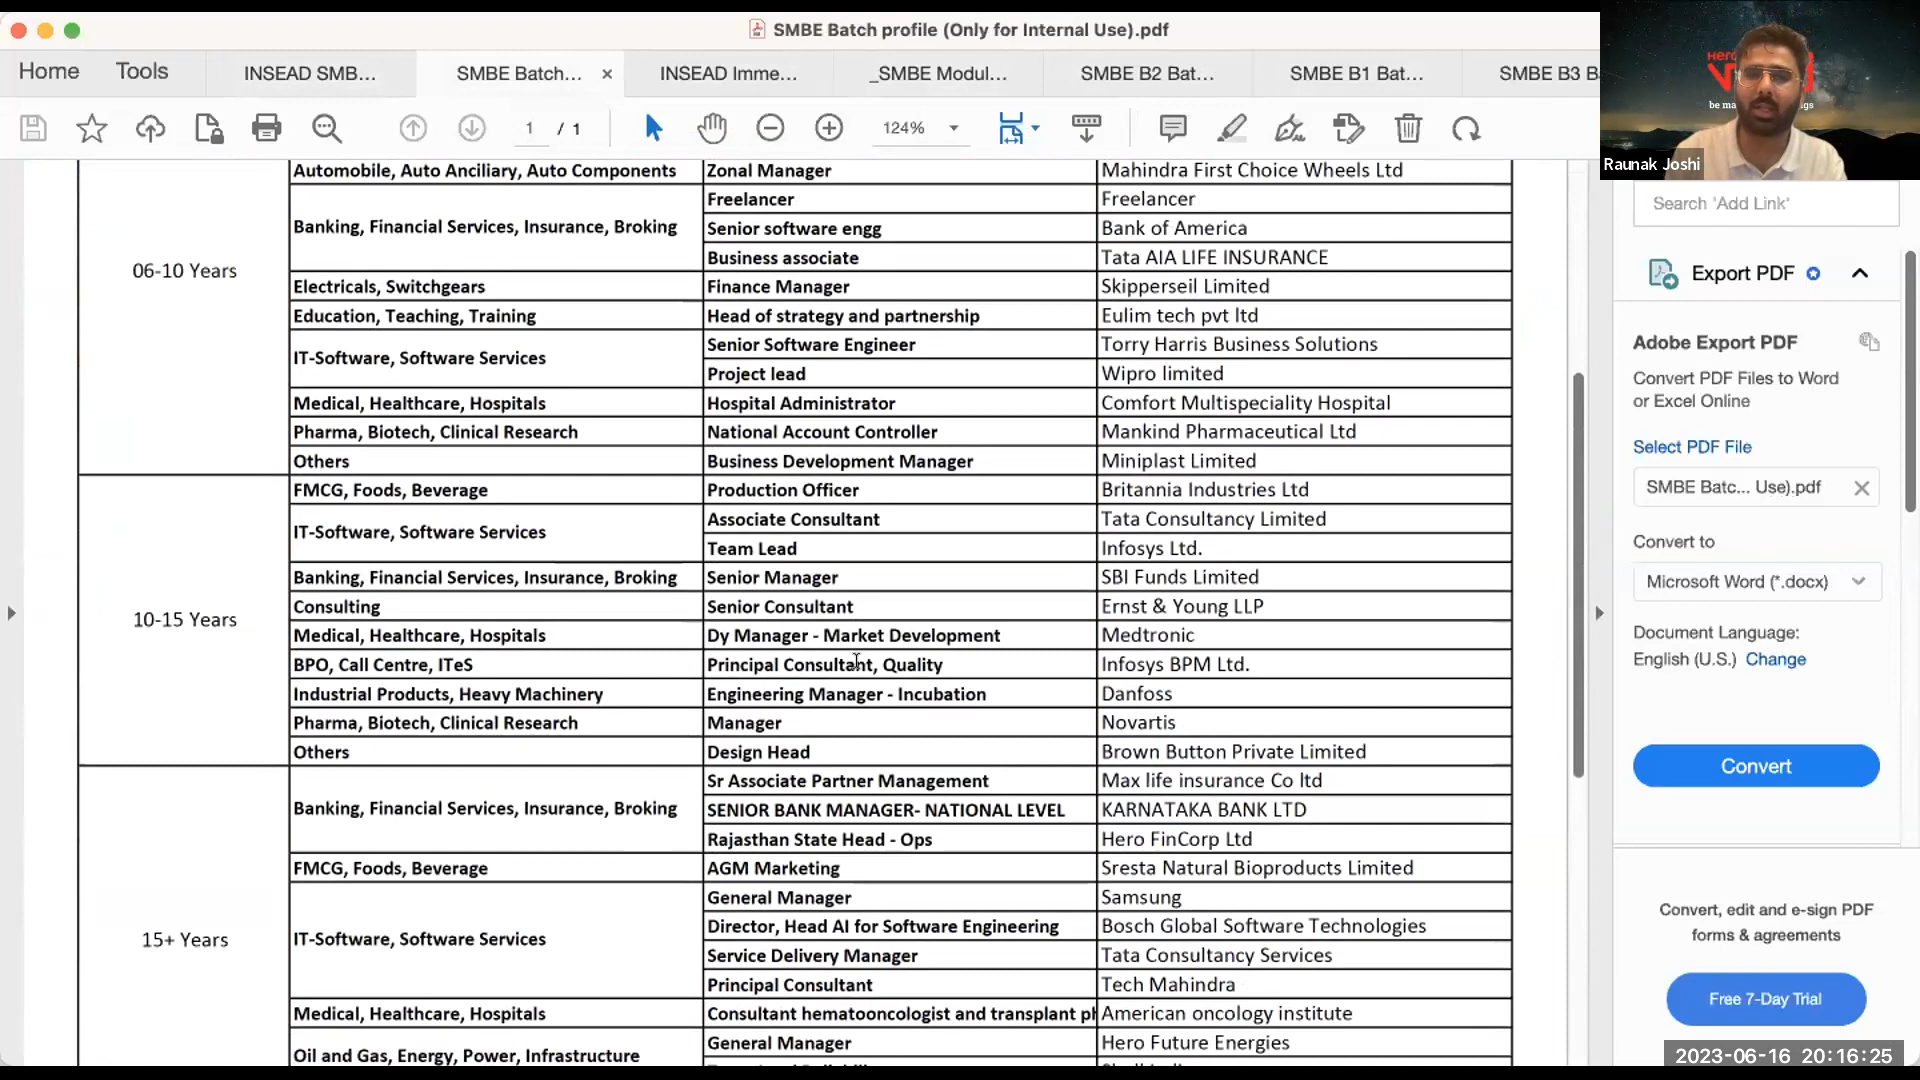 SMBE Batch profile (Only for Internal Use).pdf
Home Tools INSEAD SMB... SMBE Batch... INSEAD Imme... _SMBE Modul... SMBE B2 Bat... SMBE B1 Bat... SMBE B3
1 / 1 124%
be ma
Raunak Joshi
06-10 Years
Automobile, Auto Anciliary, Auto Components Zonal Manager Mahindra First Choice Wheels Ltd
Banking, Financial Services, Insurance, Broking
Freelancer Freelancer
Senior software engg Bank of America
Business associate Tata AIA LIFE INSURANCE
Electricals, Switchgears Finance Manager Skipperseil Limited
Education, Teaching, Training Head of strategy and partnership Eulim tech pvt ltd
IT-Software, Software Services
Senior Software Engineer Torry Harris Business Solutions
Project lead Wipro limited
Medical, Healthcare, Hospitals Hospital Administrator Comfort Multispeciality Hospital
Pharma, Biotech, Clinical Research National Account Controller Mankind Pharmaceutical Ltd
Others Business Development Manager Miniplast Limited
10-15 Years
FMCG, Foods, Beverage Production Officer Britannia Industries Ltd
IT-Software, Software Services
Associate Consultant Tata Consultancy Limited
Team Lead Infosys Ltd.
Banking, Financial Services, Insurance, Broking Senior Manager SBI Funds Limited
Consulting Senior Consultant Ernst & Young LLP
Medical, Healthcare, Hospitals Dy Manager - Market Development Medtronic
BPO, Call Centre, ITeS Principal Consultant, Quality Infosys BPM Ltd.
Industrial Products, Heavy Machinery Engineering Manager - Incubation Danfoss
Pharma, Biotech, Clinical Research Manager Novartis
Others Design Head Brown Button Private Limited
15+ Years
Banking, Financial Services, Insurance, Broking
Sr Associate Partner Management Max life insurance Co ltd
SENIOR BANK MANAGER- NATIONAL LEVEL KARNATAKA BANK LTD
Rajasthan State Head - Ops Hero FinCorp Ltd
FMCG, Foods, Beverage AGM Marketing Sresta Natural Bioproducts Limited
IT-Software, Software Services
General Manager Samsung
Director, Head AI for Software Engineering Bosch Global Software Technologies
Service Delivery Manager Tata Consultancy Services
Principal Consultant Tech Mahindra
Medical, Healthcare, Hospitals Consultant hematooncologist and transplant American oncology institute
Oil and Gas, Energy, Power, Infrastructure
General Manager Hero Future Energies
Search 'Add Link'
Export PDF
Adobe Export PDF
Convert PDF Files to Word
or Excel Online
Select PDF File
SMBE Batc... Use).pdf
Convert to
Microsoft Word (*.docx)
Document Language:
English (U.S.) Change
Convert
Convert, edit and e-sign PDF
forms & agreements
Free 7-Day Trial
2023-06-16 20:16:25